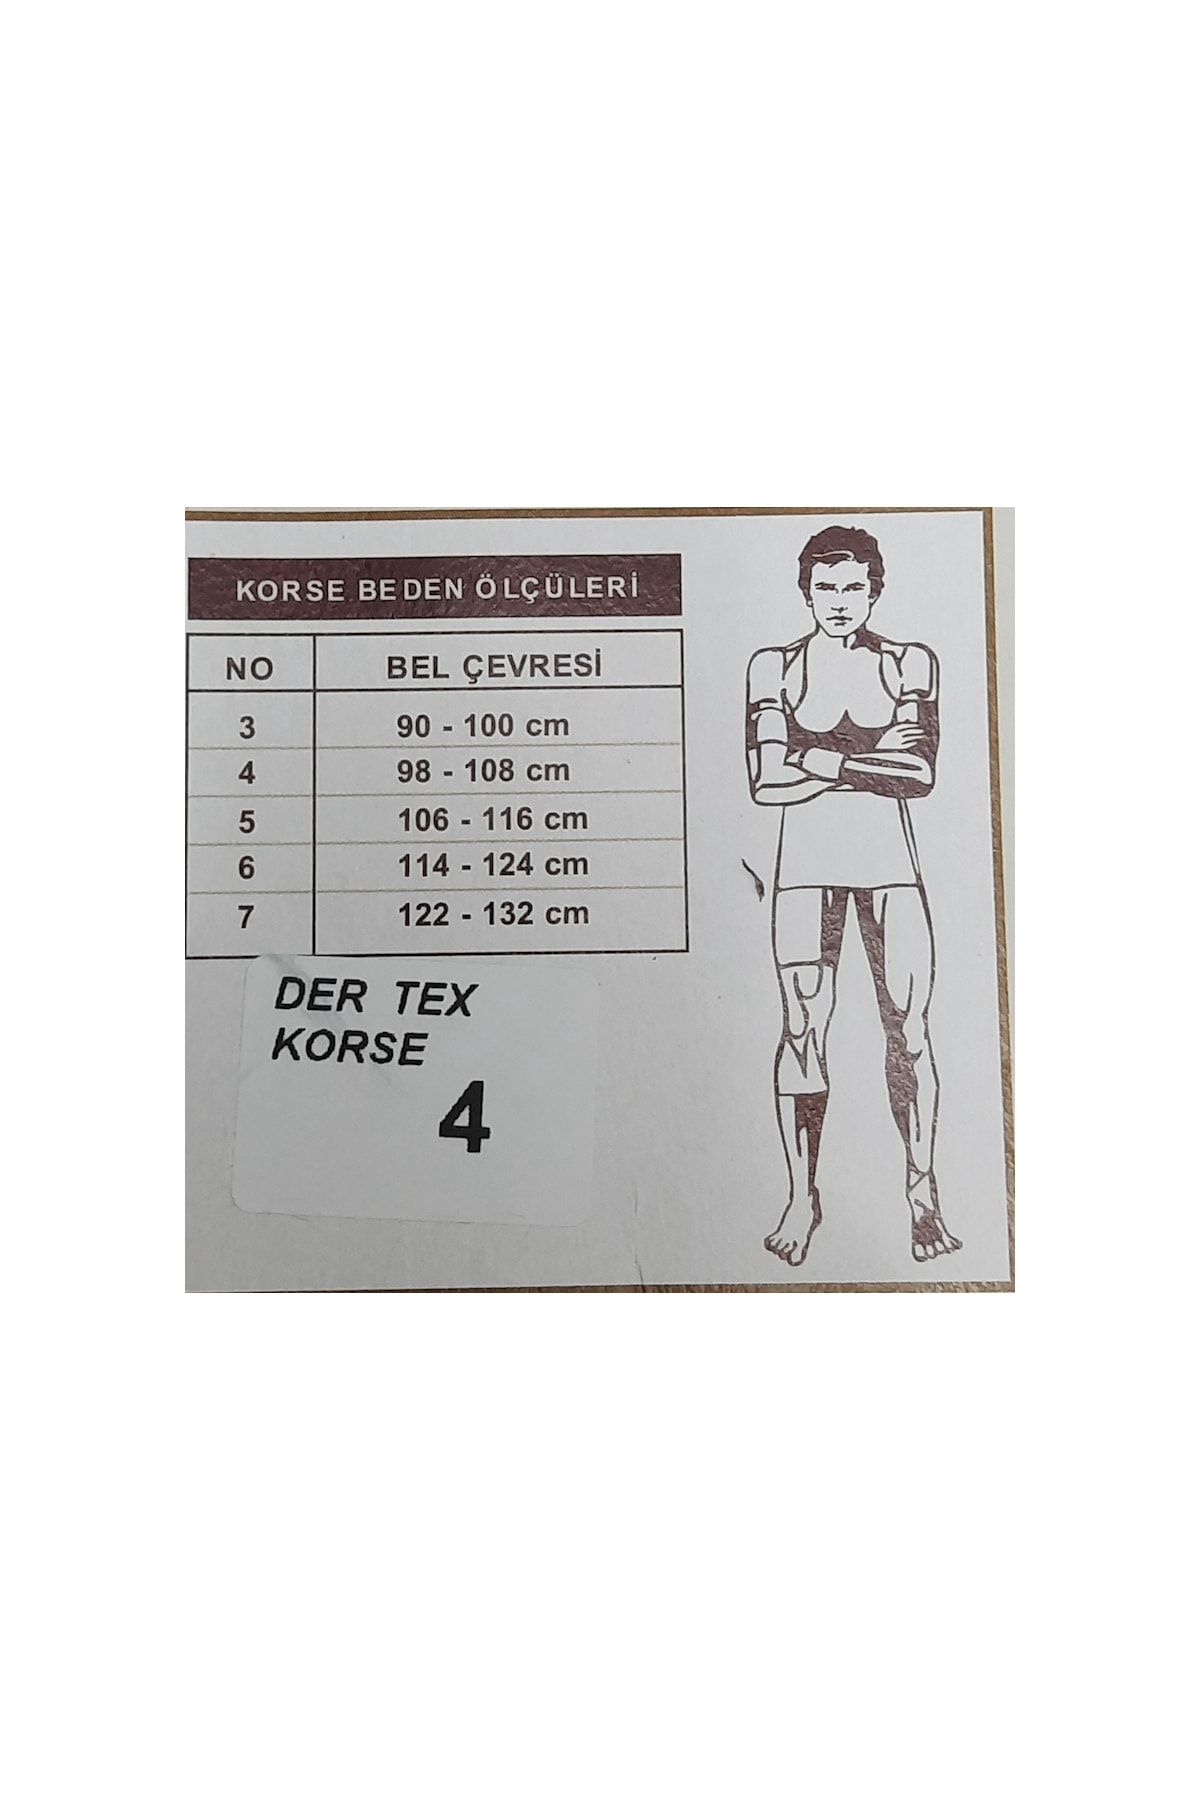 KORSE BEDEN ÖLÇÜLERİ
NO BEL ÇEVRESİ
3 90 - 100 cm
4 98 - 108 cm
5 106 - 116 cm
6 114 - 124 cm
7 122 - 132 cm
DER TEX
KORSE
4